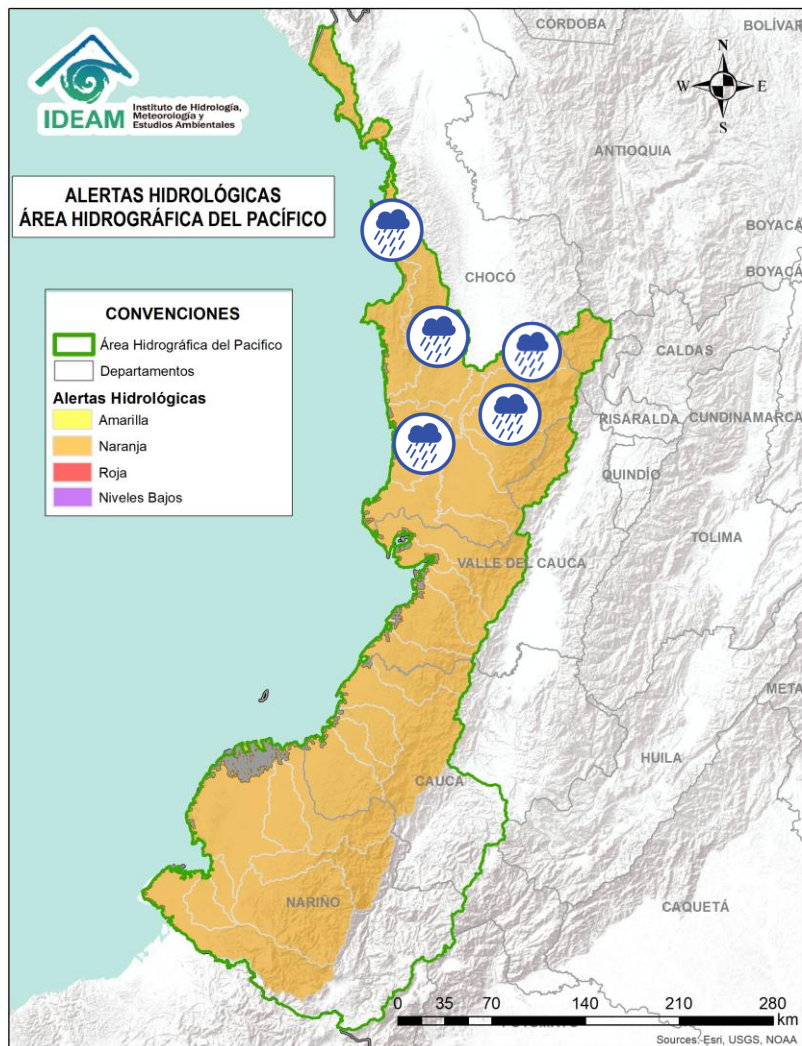 IDEAM
Instituto de Hidrología,
Meteorología y
Estudios Ambientales
ALERTAS HIDROLÓGICAS
ÁREA HIDROGRÁFICA DEL PACÍFICO
CONVENCIONES
Área Hidrográfica del Pacifico
Departamentos
Alertas Hidrológicas
Amarilla
Naranja
Roja
Niveles Bajos
N
W
E
S
CÓRDOBA
BOLÍVAR
ANTIOQUIA
BOYACÁ
BOYACÁ
CHOCÓ
CALDAS
RISARALDA
CUNDINAMARCA
QUINDÍO
TOLIMA
VALLE DEL CAUCA
META
HUILA
CAUCA
CAQUETÁ
NARIÑO
0 35 70 140 210 280
km
Sources: Esri, USGS, NOAA